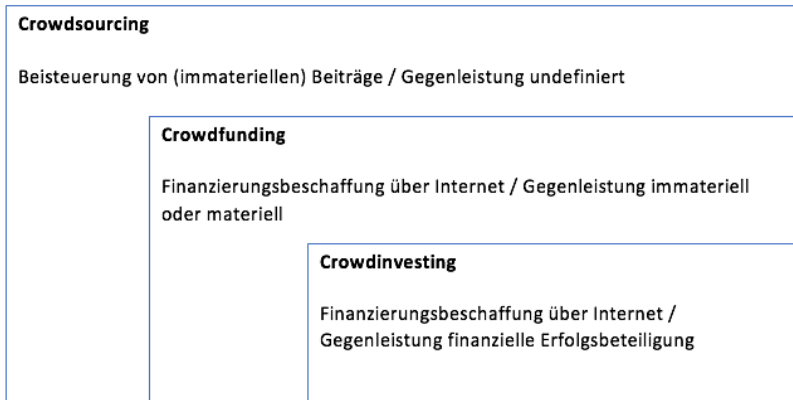 Crowdsourcing
Beisteuerung von (immateriellen) Beiträge / Gegenleistung undefiniert
Crowdfunding
Finanzierungsbeschaffung über Internet / Gegenleistung immateriell
oder materiell
Crowdinvesting
Finanzierungsbeschaffung über Internet /
Gegenleistung finanzielle Erfolgsbeteiligung